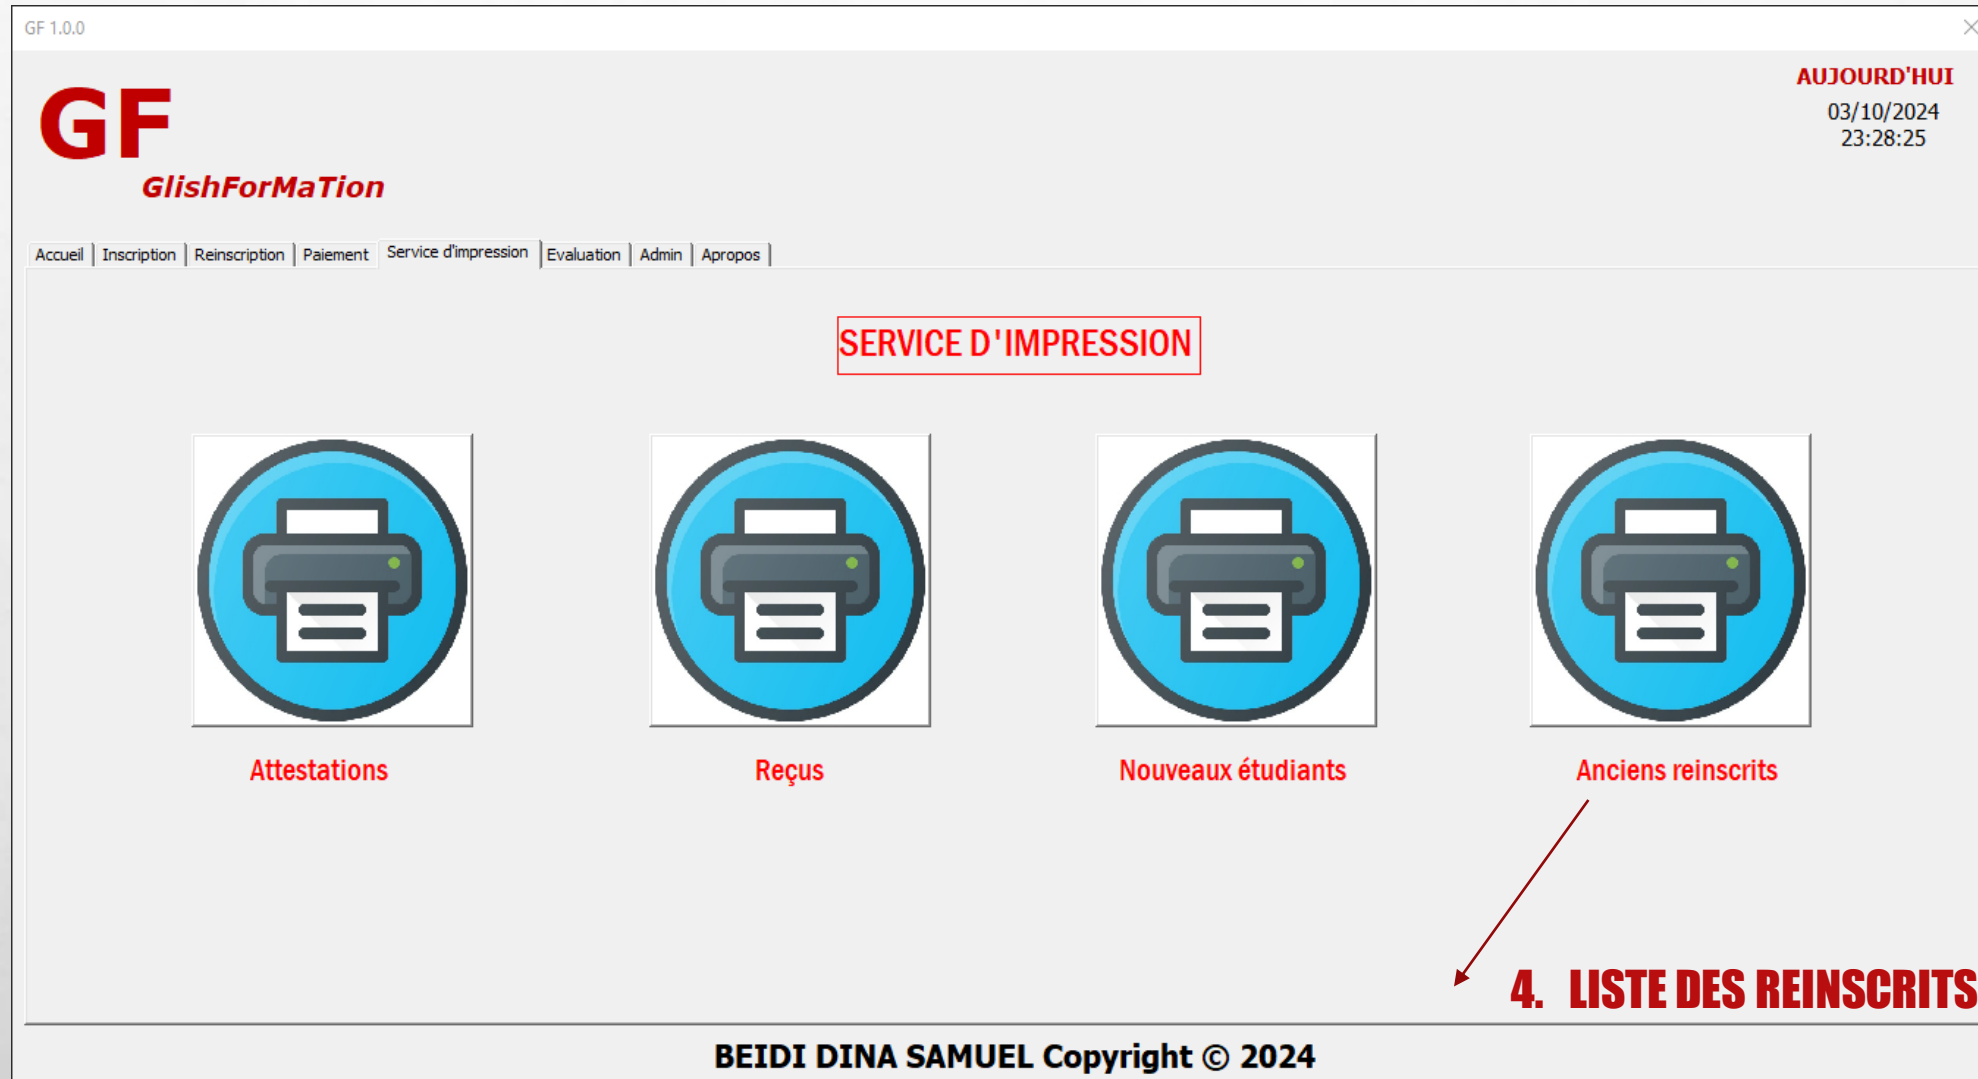 GF 1.0.0
AUJOURD'HUI
03/10/2024
23:28:25
GF
GlishForMaTion
Accueil Inscription Reinscription Paiement Service d'impression Evaluation Admin Apropos
SERVICE D'IMPRESSION
Attestations Reçus Nouveaux étudiants Anciens reinscrits
4. LISTE DES REINSCRITS
BEIDI DINA SAMUEL Copyright © 2024